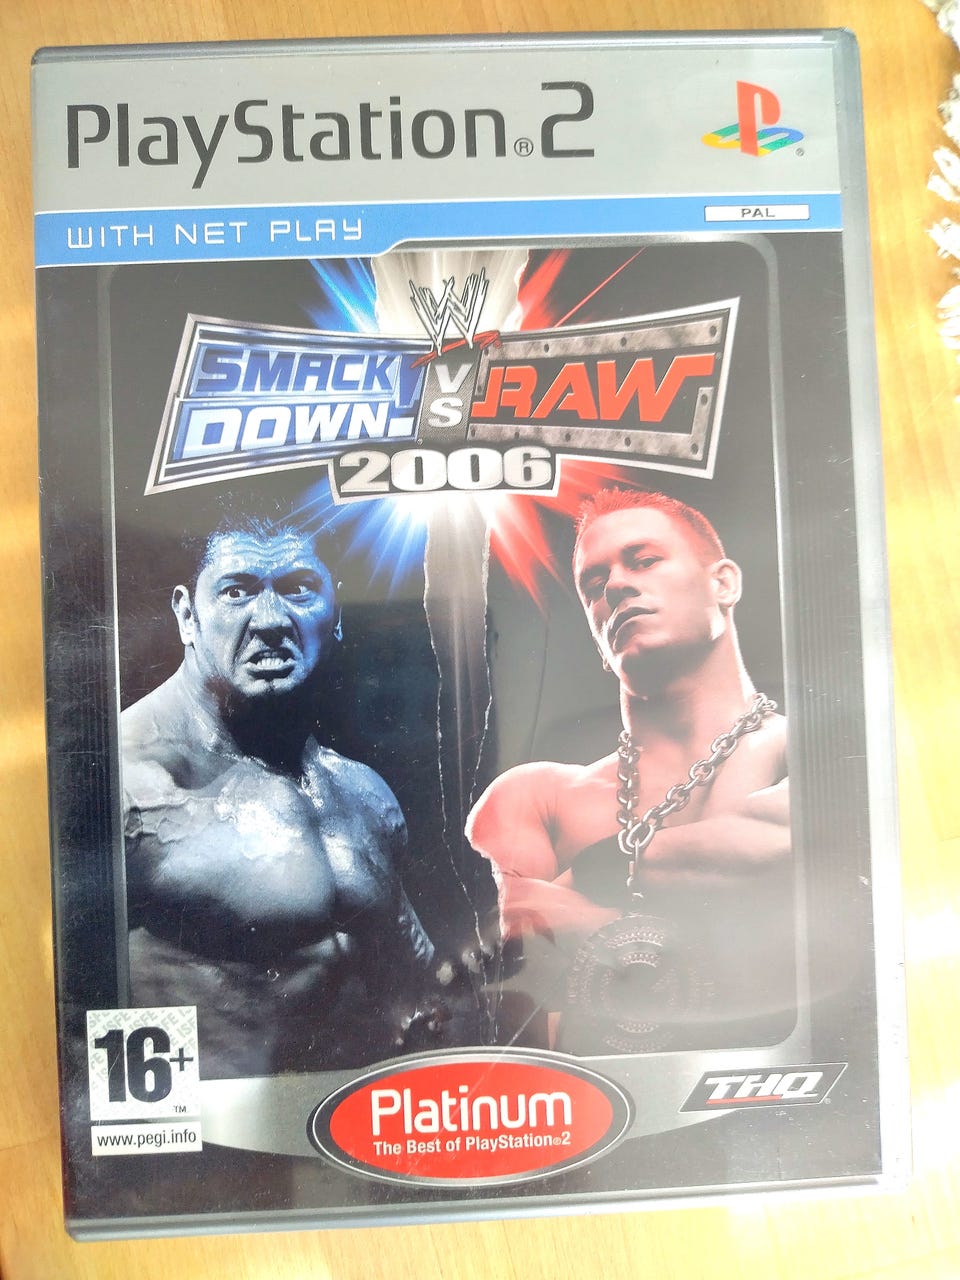 PlayStation®2
WITH NET PLAY
PAL
W
SMACK
DOWN!
VS
RAW
2006
16+
TM
www.pegi.info
Platinum
The Best of PlayStation®2
THQ